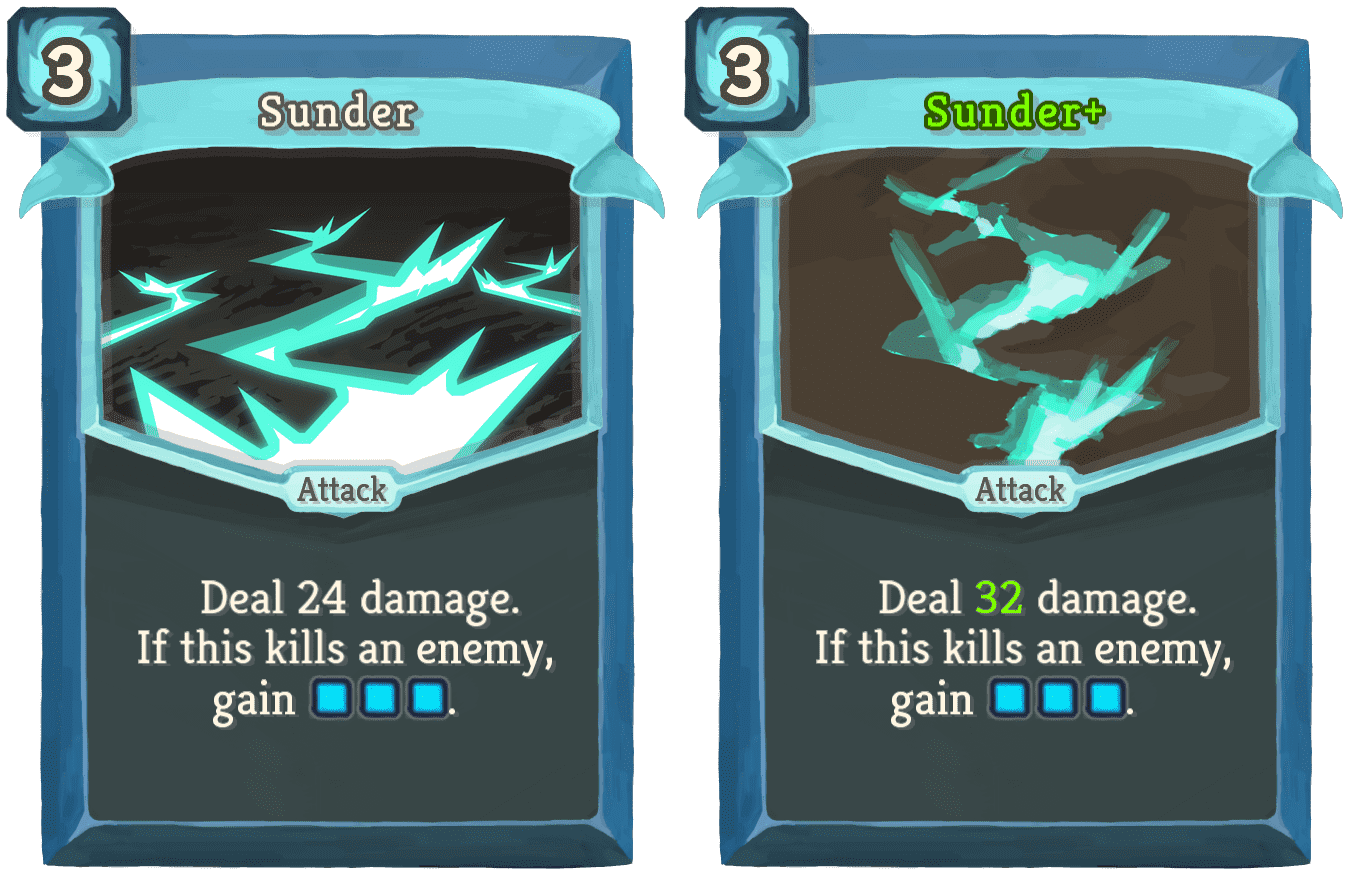 3
Sunder
Attack
Deal 24 damage.
If this kills an enemy,
gain .
3
Sunder+
Attack
Deal 32 damage.
If this kills an enemy,
gain .